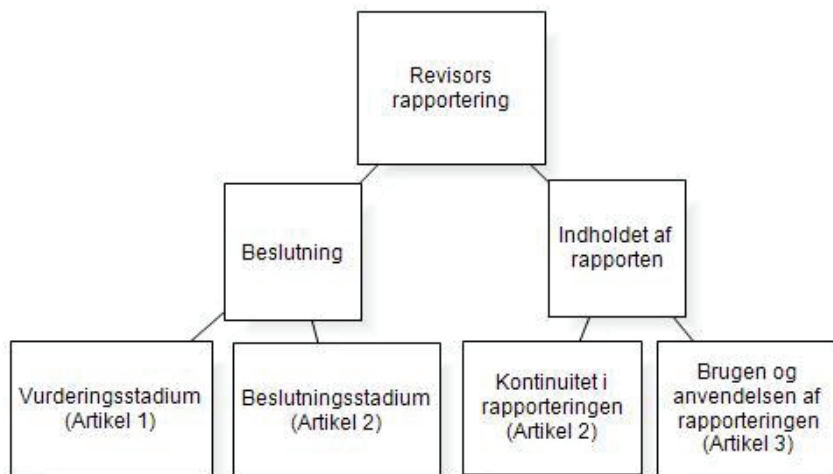 Revisors
rapportering
Beslutning
Indholdet af
rapporten
Vurderingsstadium
(Artikel 1)
Beslutningsstadium
(Artikel 2)
Kontinuitet i
rapporteringen
(Artikel 2)
Brugen og
anvendelsen af
rapporteringen
(Artikel 3)